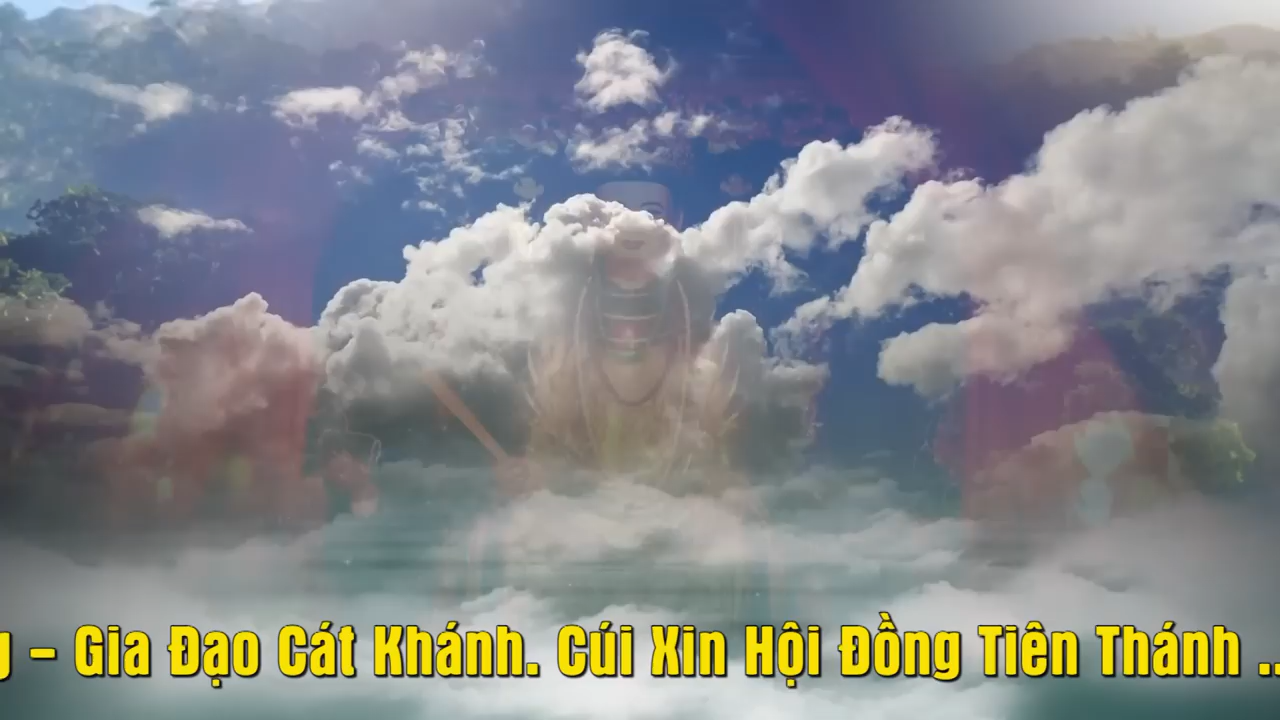 g – Gia Đạo Cát Khánh. Cúi Xin Hội Đồng Tiên Thánh ..